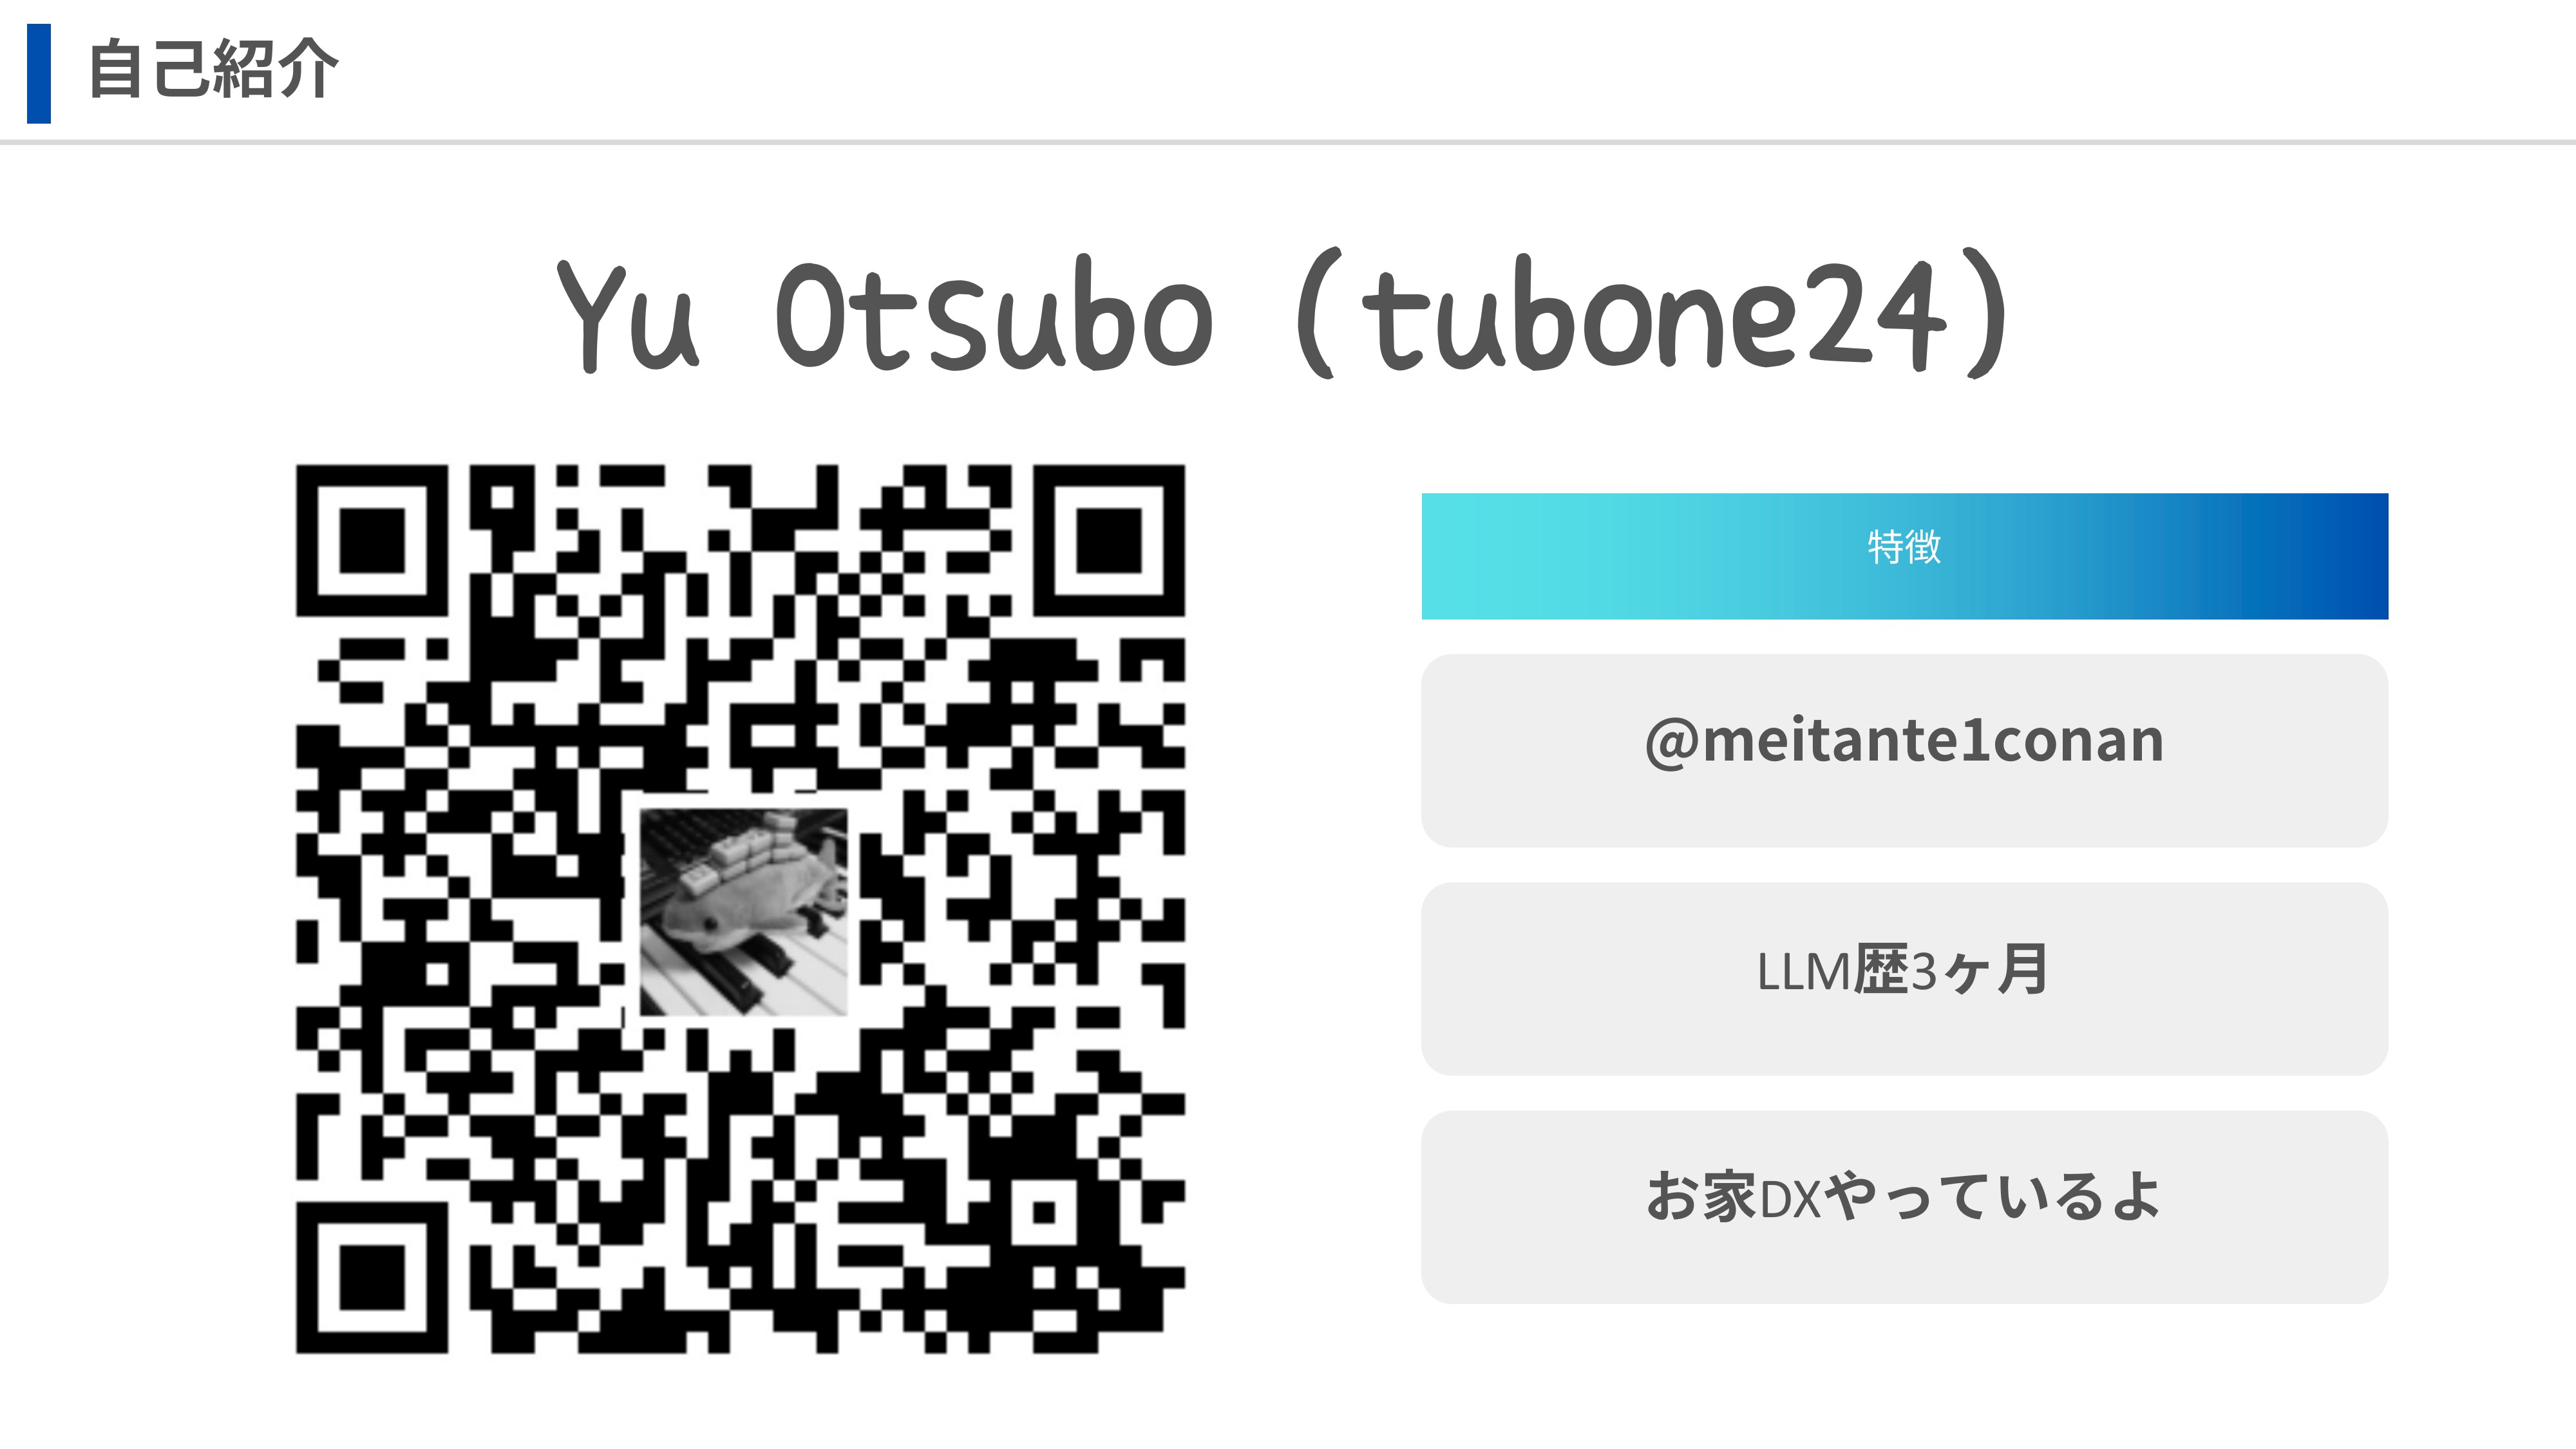 自己紹介
Yu Otsubo (tubone24)
特徴
@meitante1conan
LLM歴3ヶ月
お家DXやっているよ